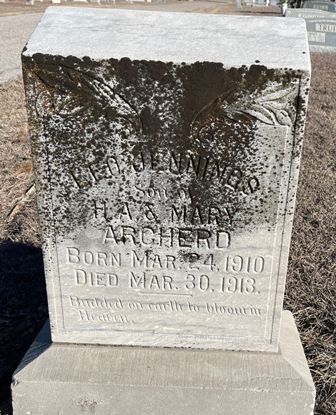 LEO JENNINGS
SON OF
H.A. & MARY
ARCHERD
BORN MAR. 24, 1910
DIED MAR. 30, 1913.
Budded on earth to bloom in
Heaven.